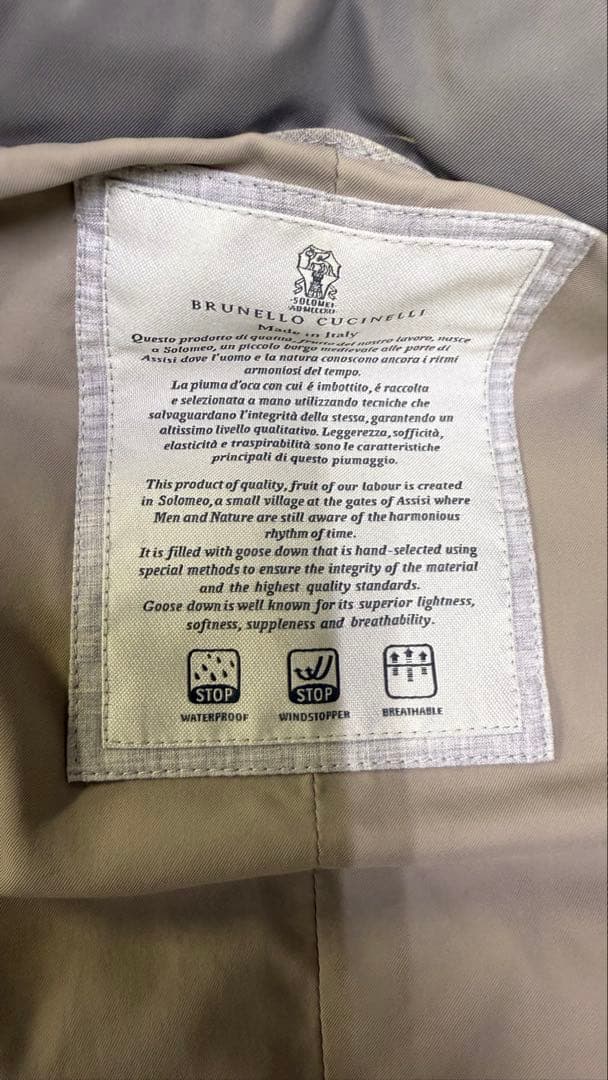 ·SOLOMEI·
BRUNELLO CUCINELLI
Made in Italy
Questo prodotto di qualità, frutto del nostro lavoro, nasce
a Solomeo, un piccolo borgo medievale alle porte di
Assisi dove l'uomo e la natura conoscono ancora i ritmi
armoniosi del tempo.
La piuma d'oca con cui é imbottito, é raccolta
e selezionata a mano utilizzando tecniche che
salvaguardano l'integrità della stessa, garantendo un
altissimo livello qualitativo. Leggerezza, sofficità,
elasticità e traspirabilità sono le caratteristiche
principali di questo piumaggio.
This product of quality, fruit of our labour is created
in Solomeo, a small village at the gates of Assisi where
Men and Nature are still aware of the harmonious
rhythm of time.
It is filled with goose down that is hand-selected using
special methods to ensure the integrity of the material
and the highest quality standards.
Goose down is well known for its superior lightness,
softness, suppleness and breathability.
STOP STOP
WATERPROOF WINDSTOPPER BREATHABLE